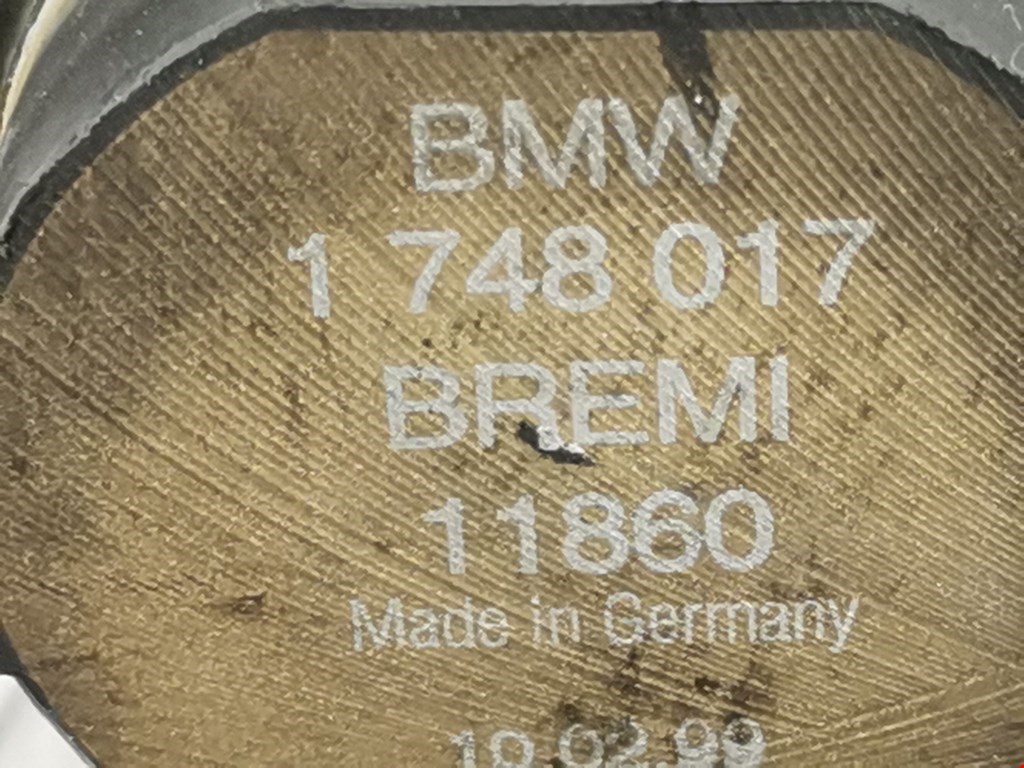 BMW
1 748 017
BREMI
11860
Made in Germany